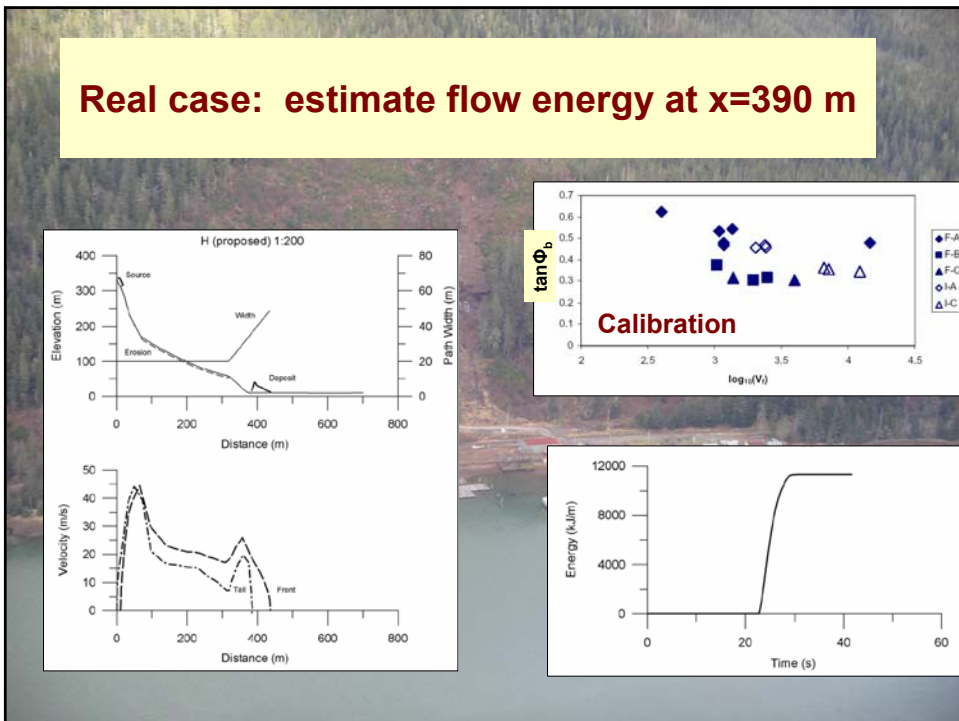 Real case: estimate flow energy at x=390 m
H (proposed) 1:200
400
300
200
100
0
Elevation (m)
80
60
40
20
0
Path Width (m)
Source
Width
Erosion
Deposit
0 200 400 600 800
Distance (m)
50
40
30
20
10
0
Velocity (m/s)
Tail
Front
0 200 400 600 800
Distance (m)
0.7
0.6
0.5
0.4
0.3
0.2
0.1
0
tanΦb
Calibration
2 2.5 3 3.5 4 4.5
log10(Vf)
F-A
F-B
F-C
I-A
I-C
12000
8000
4000
0
Energy (kJ/m)
0 20 40 60
Time (s)